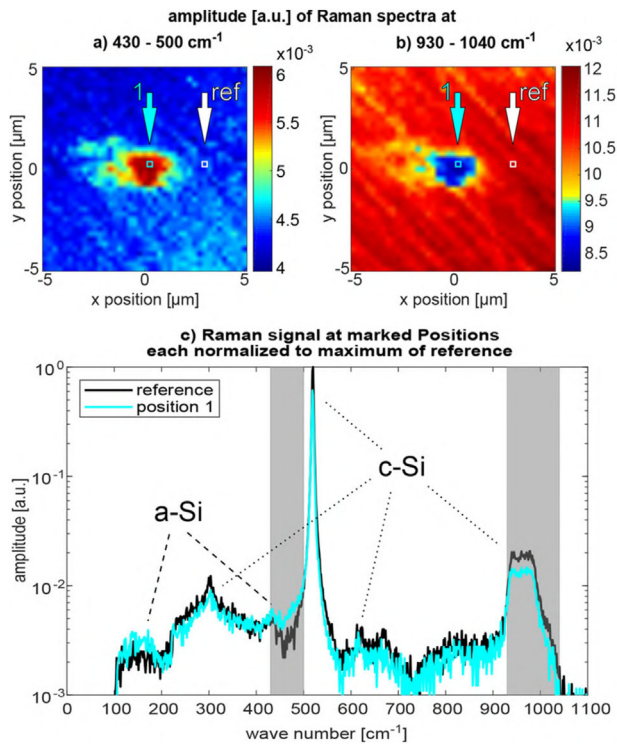 amplitude [a.u.] of Raman spectra at
a) 430 - 500 cm⁻¹
b) 930 - 1040 cm⁻¹
×10⁻³
×10⁻³
5
0
-5
y position [µm]
1
ref
-5
0
5
x position [µm]
6
5.5
5
4.5
4
5
0
-5
y position [µm]
1
ref
-5
0
5
x position [µm]
12
11.5
11
10.5
10
9.5
9
8.5
c) Raman signal at marked Positions
each normalized to maximum of reference
10⁰
10⁻¹
10⁻²
10⁻³
amplitude [a.u.]
reference
position 1
a-Si
c-Si
0 100 200 300 400 500 600 700 800 900 1000 1100
wave number [cm⁻¹]